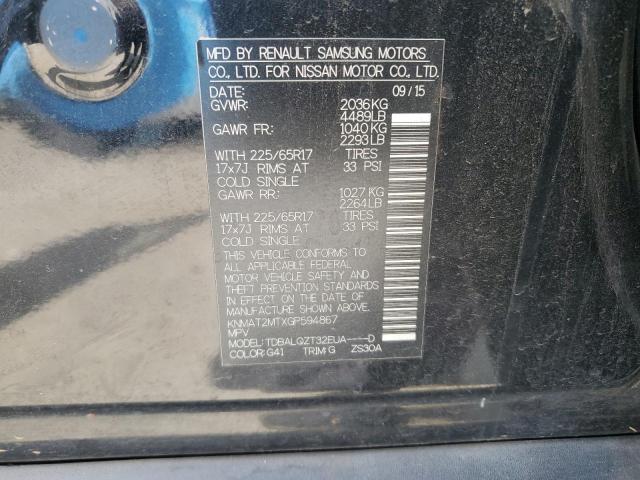 MFD BY RENAULT SAMSUNG MOTORS
CO., LTD. FOR NISSAN MOTOR CO., LTD.
DATE: 09/15
GVWR: 2036KG
4489LB
GAWR FR: 1040KG
2293LB
WITH 225/65R17 TIRES
17x7J RIMS AT 33 PSI
COLD SINGLE
GAWR RR: 1027 KG
2264LB
WITH 225/65R17 TIRES
17x7J RIMS AT 33 PSI
COLD SINGLE
THIS VEHICLE CONFORMS TO
ALL APPLICABLE FEDERAL
MOTOR VEHICLE SAFETY AND
THEFT PREVENTION STANDARDS
IN EFFECT ON THE DATE OF
MANUFACTURE SHOWN ABOVE.
KNMAT2MTXGP594867
MPV
MODEL: TDBALQZT32EUA----D
COLOR: G41 TRIM: G ZS30A